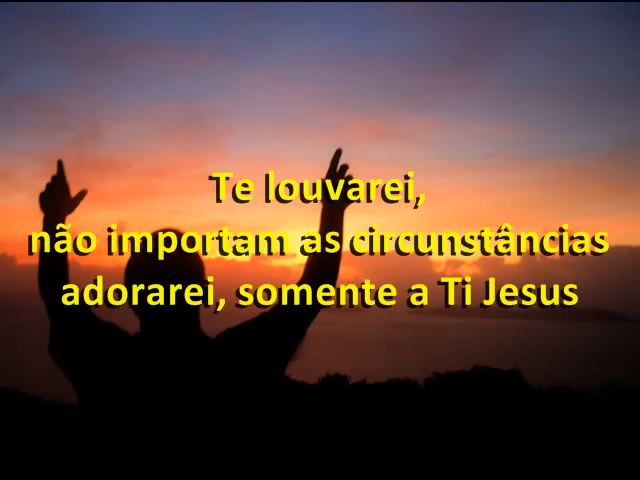 Te louvarei,
não importam as circunstâncias
adorarei, somente a Ti Jesus